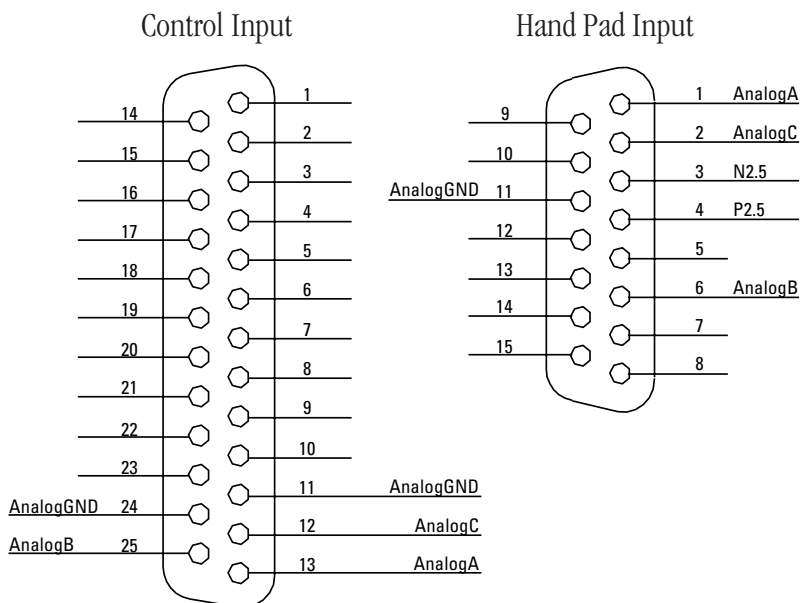 Control Input
1
14
2
15
3
16
4
17
5
18
6
19
7
20
8
21
9
22
10
23
11 AnalogGND
AnalogGND 24
12 AnalogC
AnalogB 25
13 AnalogA
Hand Pad Input
1 AnalogA
9
2 AnalogC
10
3 N2.5
AnalogGND 11
4 P2.5
12
5
13
6 AnalogB
14
7
15
8